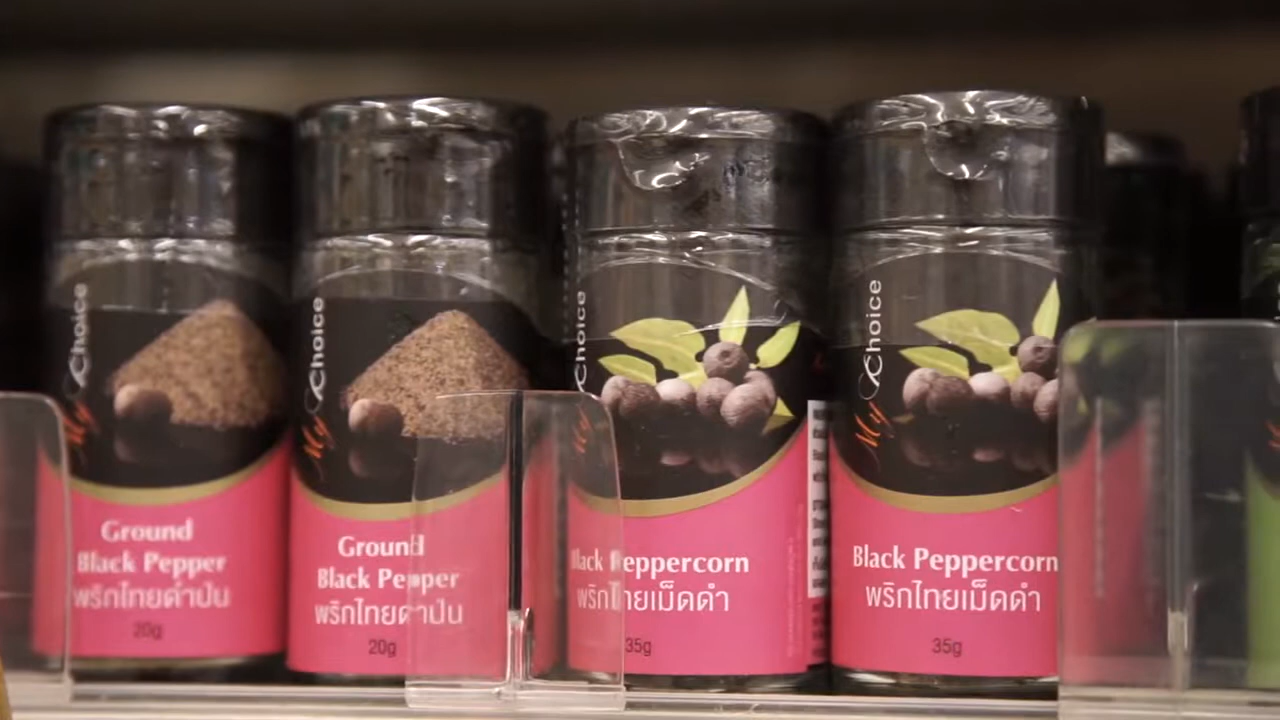 My Choice
Ground
Black Pepper
พริกไทยดำป่น
20g
My Choice
Ground
Black Pepper
พริกไทยดำป่น
20g
My Choice
Black Peppercorn
พริกไทยเม็ดดำ
35g
My Choice
Black Peppercorn
พริกไทยเม็ดดำ
35g